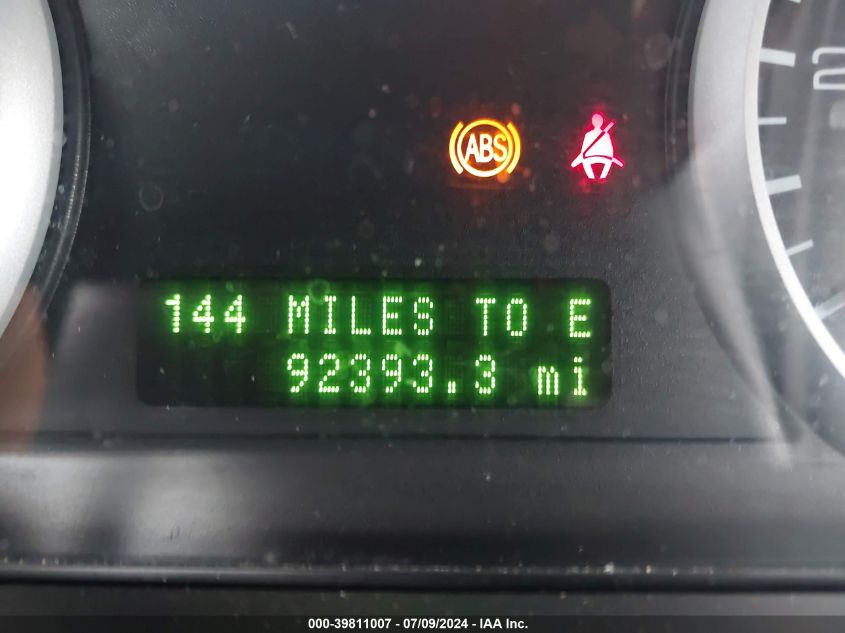 ABS
144 MILES TO E
92393.3 mi
000-39811007 - 07/09/2024 - IAA Inc.